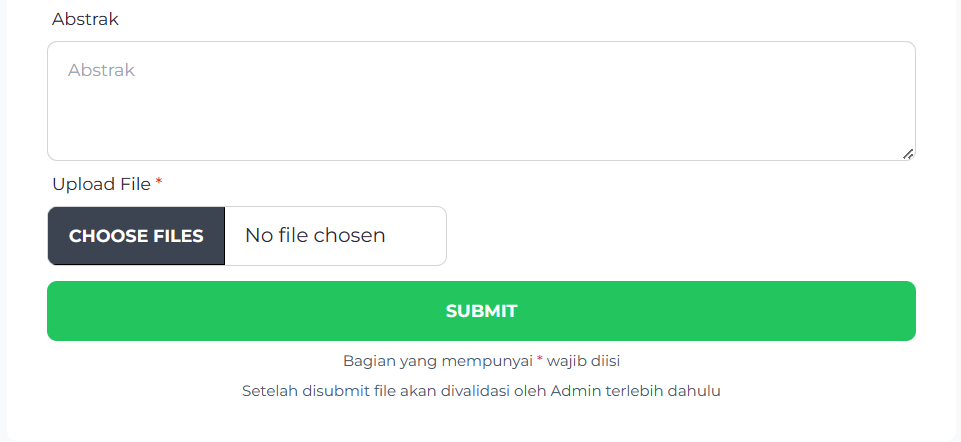 Abstrak
Abstrak
Upload File *
CHOOSE FILES No file chosen
SUBMIT
Bagian yang mempunyai * wajib diisi
Setelah disubmit file akan divalidasi oleh Admin terlebih dahulu